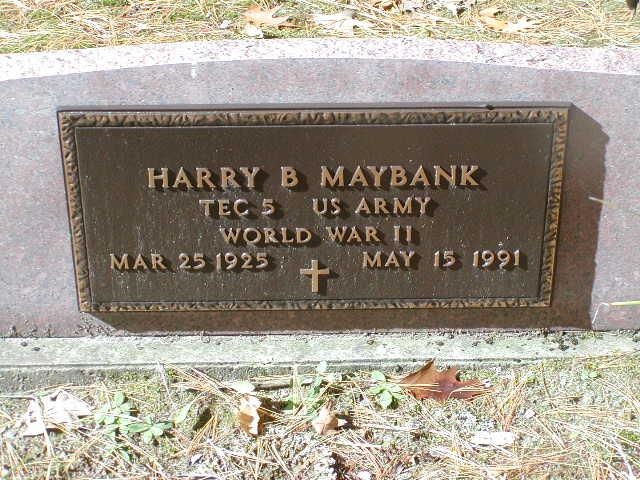 HARRY B MAYBANK
TEC 5 US ARMY
WORLD WAR II
MAR 25 1925 MAY 15 1991